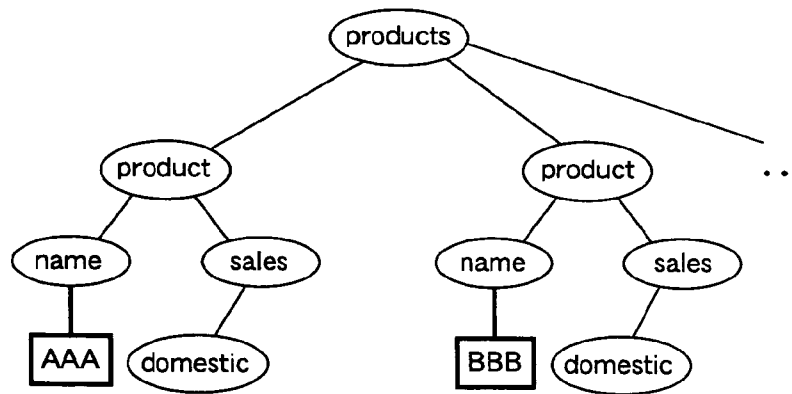 products
product product ..
name sales name sales
AAA domestic BBB domestic